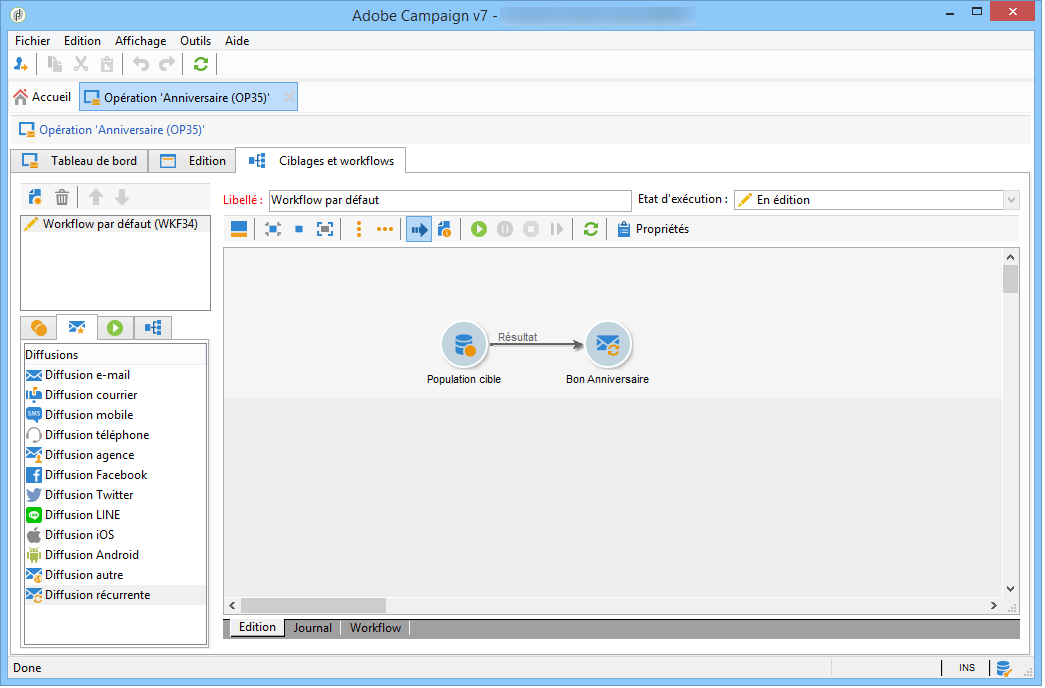 Adobe Campaign v7 -
Fichier Edition Affichage Outils Aide
Accueil Opération 'Anniversaire (OP35)'
Opération 'Anniversaire (OP35)'
Tableau de bord Edition Ciblages et workflows
Libellé : Workflow par défaut Etat d'exécution : En édition
Workflow par défaut (WKF34)
Propriétés
Résultat
Population cible Bon Anniversaire
Diffusions
Diffusion e-mail
Diffusion courrier
SMS Diffusion mobile
Diffusion téléphone
Diffusion agence
Diffusion Facebook
Diffusion Twitter
Diffusion LINE
Diffusion iOS
Diffusion Android
Diffusion autre
Diffusion récurrente
Edition Journal Workflow
Done INS